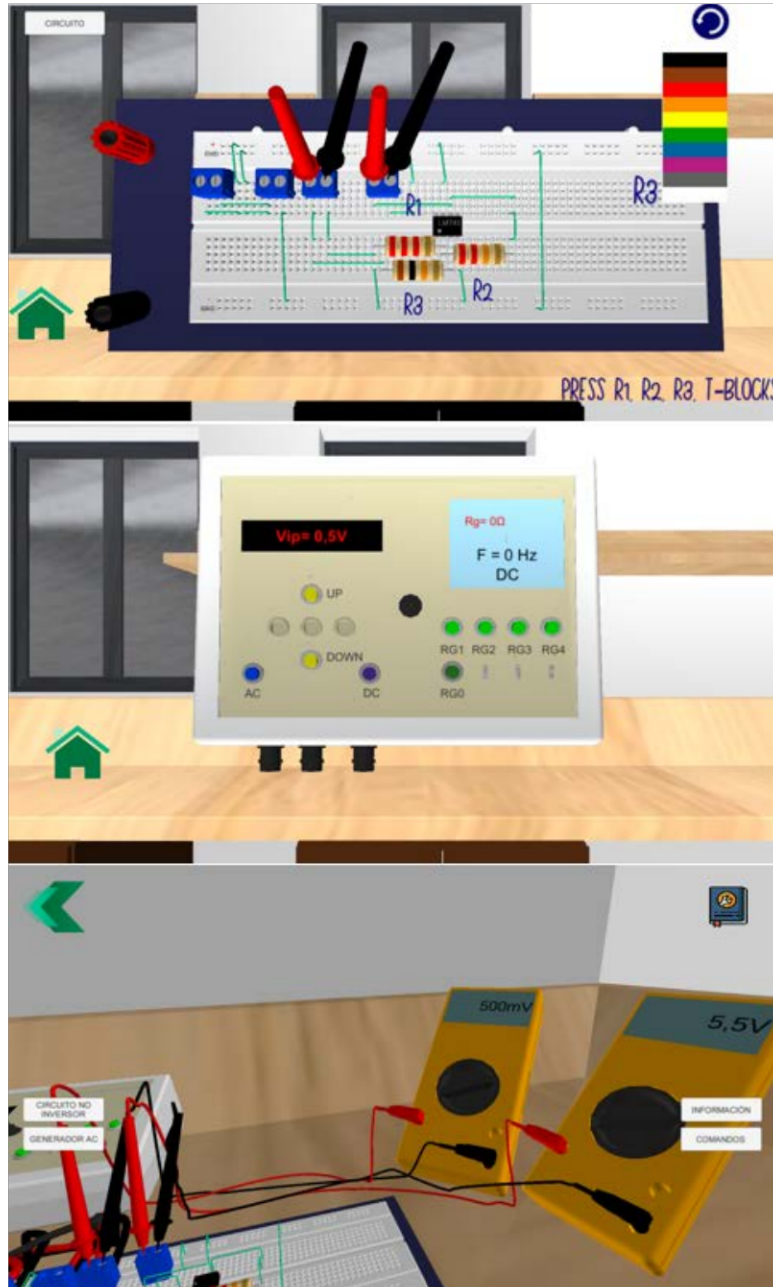 CIRCUITO
R3
R1
LM741
R2
R3
PRESS R1, R2, R3, T-BLOCKS
Vip= 0,5V
Rg= 0Ω
F = 0 Hz
DC
UP
DOWN
AC
DC
RG1 RG2 RG3 RG4
RG0
500mV
5,5V
CIRCUITO NO
INVERSOR
GENERADOR AC
INFORMACIÓN
COMANDOS